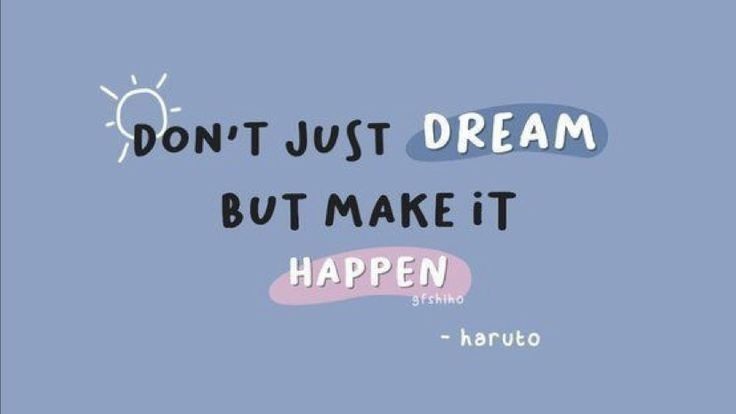 DON'T JUST DREAM
BUT MAKE iT
HAPPEN
gfshiho
- haruto